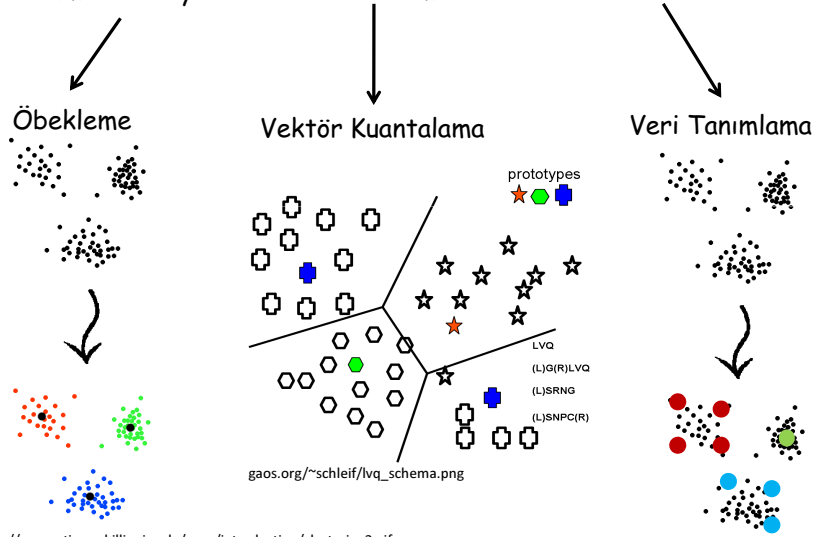 Öbekleme
Vektör Kuantalama
Veri Tanımlama
prototypes
LVQ
(L)G(R)LVQ
(L)SRNG
(L)SNPC(R)
gaos.org/~schleif/lvq_schema.png